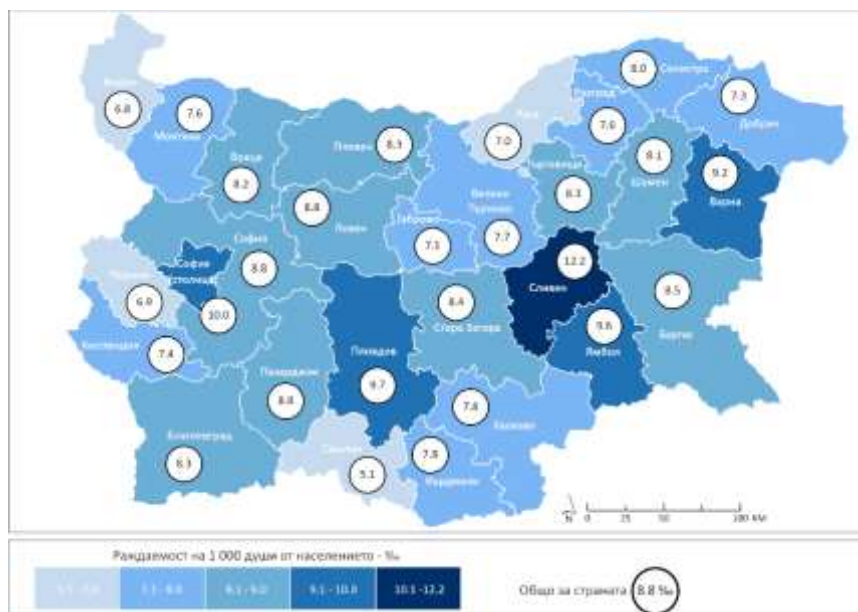 Видин
6.8
Монтана
7.6
Враца
8.2
Плевен
8.3
Ловеч
8.8
Габрово
7.1
Велико
Търново
7.7
Русе
7.0
Разград
7.6
Силистра
8.0
Добрич
7.3
Търговище
8.3
Шумен
8.1
Варна
9.2
София
8.8
София
столица
10.0
Перник
6.9
Кюстендил
7.4
Благоевград
8.3
Пазарджик
8.8
Пловдив
9.7
Смолян
5.1
Стара Загора
8.4
Сливен
12.2
Ямбол
9.6
Бургас
8.5
Хасково
Кърджали
7.8
N
0 25 50 100 км
Раждаемост на 1 000 души от населението - ‰
8.1 - 9.0
9.1 - 10.0
10.1 -12.2
Общо за страната
8.8 ‰